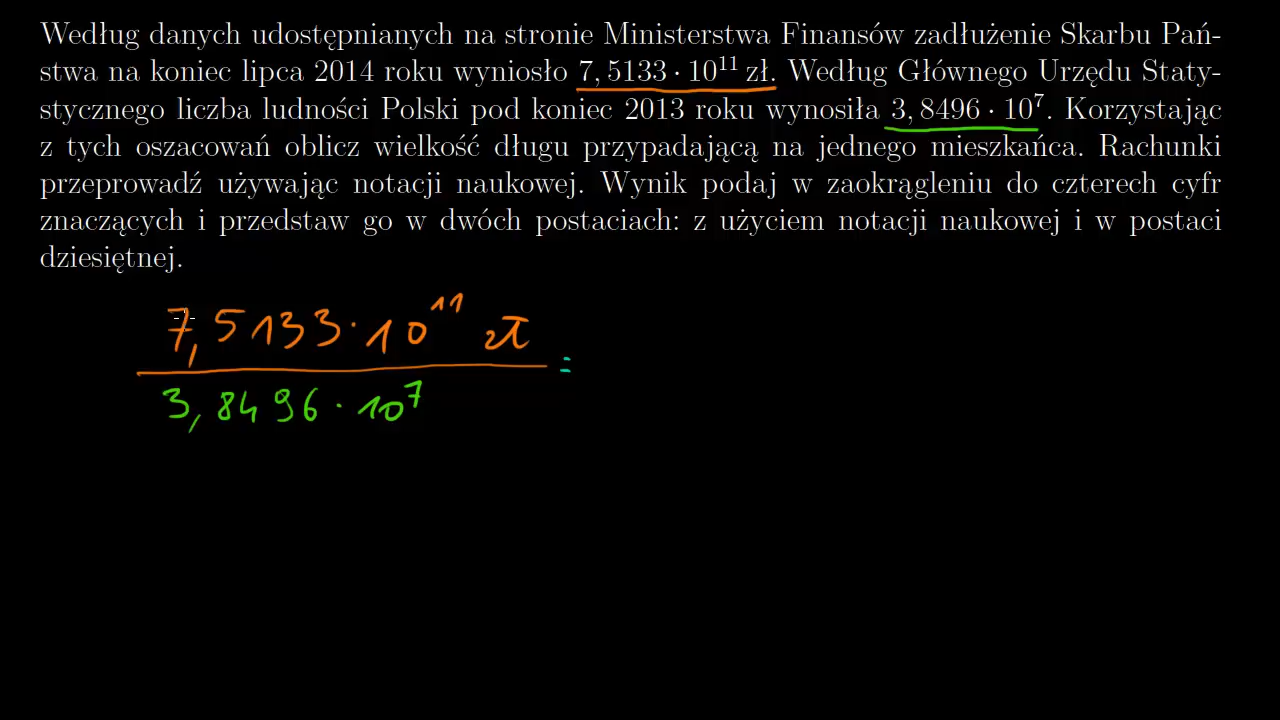 Według danych udostępnianych na stronie Ministerstwa Finansów zadłużenie Skarbu Pań-
stwa na koniec lipca 2014 roku wyniosło 7,5133 · 10¹¹ zł. Według Głównego Urzędu Staty-
stycznego liczba ludności Polski pod koniec 2013 roku wynosiła 3,8496 · 10⁷. Korzystając
z tych oszacowań oblicz wielkość długu przypadającą na jednego mieszkańca. Rachunki
przeprowadź używając notacji naukowej. Wynik podaj w zaokrągleniu do czterech cyfr
znaczących i przedstaw go w dwóch postaciach: z użyciem notacji naukowej i w postaci
dziesiętnej.
7,5133 · 10¹¹ zł =
3,8496 · 10⁷